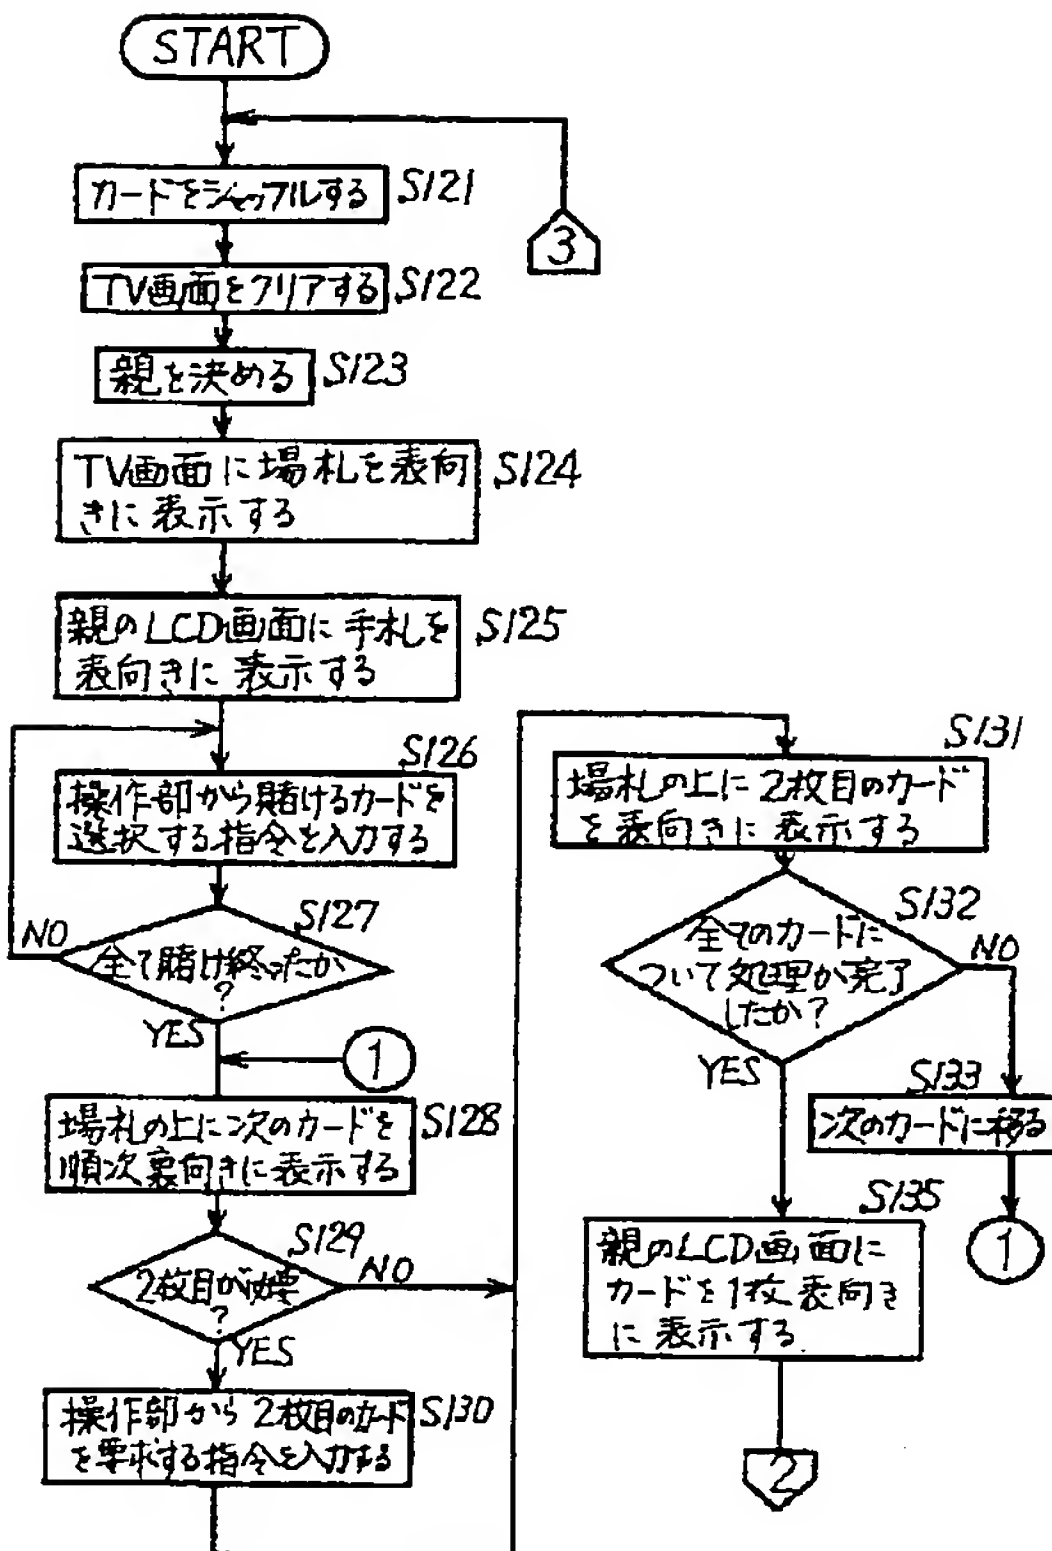 START
カードをシャッフルする
S121
3
TV画面をクリアする
S122
親を決める
S123
TV画面に場札を表向
きに表示する
S124
親のLCD画面に手札を
表向きに表示する
S125
S126
操作部から賭けるカードを
選択する指令を入力する
S127
全て賭け終ったか
?
NO
YES
1
場札の上に次のカードを
順次裏向きに表示する
S128
S129
2枚目が必要
?
NO
YES
操作部から2枚目のカード
を要求する指令を入力する
S130
S131
場札の上に2枚目のカード
を表向きに表示する
S132
全てのカードに
ついて処理が完了
したか?
NO
YES
S133
次のカードに移る
1
S135
親のLCD画面に
カードを1枚表向き
に表示する
2